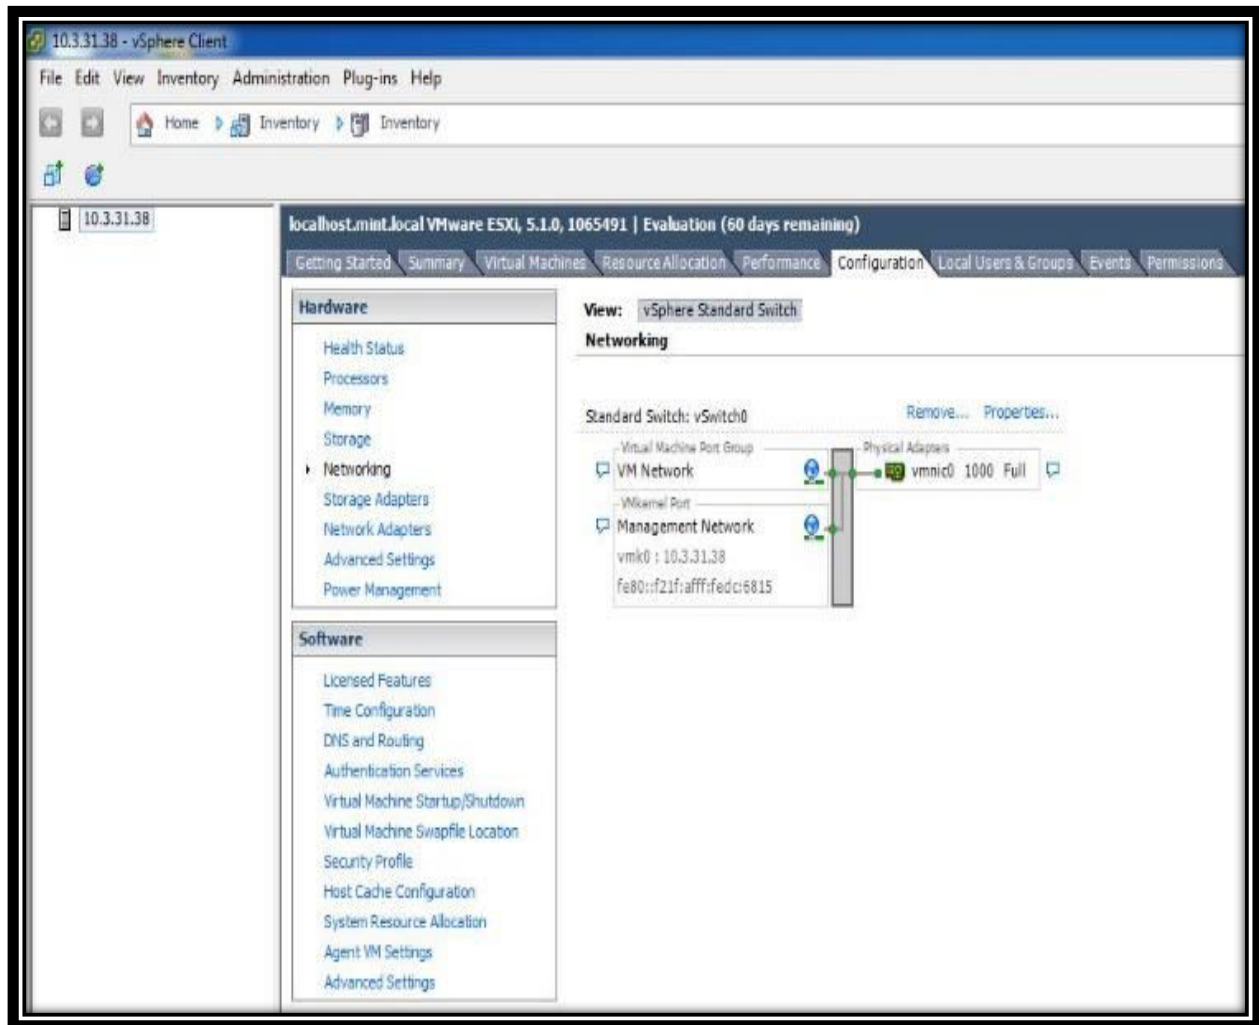 10.3.31.38 - vSphere Client
File Edit View Inventory Administration Plug-ins Help
Home Inventory Inventory
10.3.31.38
localhost.mint.local VMware ESXi, 5.1.0, 1065491 | Evaluation (60 days remaining)
Getting Started Summary Virtual Machines Resource Allocation Performance Configuration Local Users & Groups Events Permissions
Hardware
Health Status
Processors
Memory
Storage
Networking
Storage Adapters
Network Adapters
Advanced Settings
Power Management
Software
Licensed Features
Time Configuration
DNS and Routing
Authentication Services
Virtual Machine Startup/Shutdown
Virtual Machine Swapfile Location
Security Profile
Host Cache Configuration
System Resource Allocation
Agent VM Settings
Advanced Settings
View: vSphere Standard Switch
Networking
Standard Switch: vSwitch0 Remove... Properties...
Virtual Machine Port Group
VM Network
Physical Adapters
vmnic0 1000 Full
VMkernel Port
Management Network
vmk0 : 10.3.31.38
fe80::f21f:afff:fedc:6815